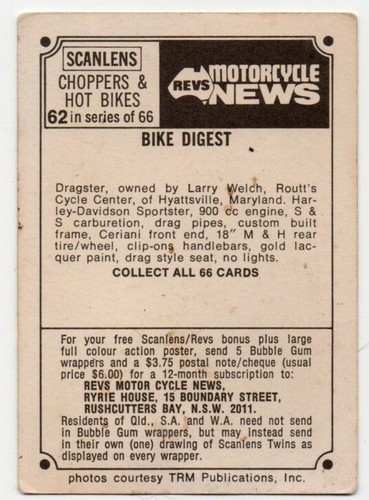 SCANLENS
CHOPPERS &
HOT BIKES
62 in series of 66
REVS
MOTORCYCLE
NEWS
BIKE DIGEST
Dragster, owned by Larry Welch, Routt's
Cycle Center, of Hyattsville, Maryland. Har-
ley-Davidson Sportster, 900 cc engine, S &
S carburetion, drag pipes, custom built
frame, Ceriani front end, 18" M & H rear
tire/wheel, clip-ons handlebars, gold lac-
quer paint, drag style seat, no lights.
COLLECT ALL 66 CARDS
For your free Scanlens/Revs bonus plus large
full colour action poster, send 5 Bubble Gum
wrappers and a $3.75 postal note/cheque (usual
price $6.00) for a 12-month subscription to:
REVS MOTOR CYCLE NEWS,
RYRIE HOUSE, 15 BOUNDARY STREET,
RUSHCUTTERS BAY, N.S.W. 2011.
Residents of Qld., S.A. and W.A. need not send
in Bubble Gum wrappers, but may instead send
in their own (one) drawing of Scanlens Twins as
displayed on every wrapper.
photos courtesy TRM Publications, Inc.